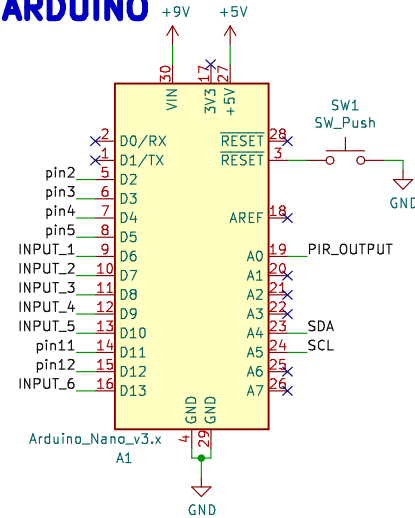 ARDUINO
+9V +5V
30 17 27
VIN 3V3 +5V
SW1
SW_Push
2 D0/RX RESET 28
1 D1/TX RESET 3
pin2 5 D2
pin3 6 D3
pin4 7 D4 AREF 18
pin5 8 D5
GND
INPUT_1 9 D6 A0 19 PIR_OUTPUT
INPUT_2 10 D7 A1 20
INPUT_3 11 D8 A2 21
INPUT_4 12 D9 A3 22
INPUT_5 13 D10 A4 23 SDA
pin11 14 D11 A5 24 SCL
pin12 15 D12 A6 25
INPUT_6 16 D13 A7 26
GND GND
4 29
Arduino_Nano_v3.x
A1
GND